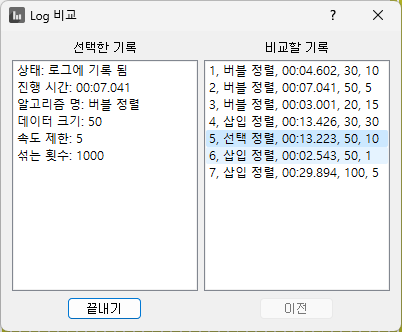 Log 비교
선택한 기록
상태: 로그에 기록 됨
진행 시간: 00:07.041
알고리즘 명: 버블 정렬
데이터 크기: 50
속도 제한: 5
섞는 횟수: 1000
비교할 기록
1, 버블 정렬, 00:04.602, 30, 10
2, 버블 정렬, 00:07.041, 50, 5
3, 버블 정렬, 00:03.001, 20, 15
4, 삽입 정렬, 00:13.426, 30, 30
5, 선택 정렬, 00:13.223, 50, 10
6, 삽입 정렬, 00:02.543, 50, 1
7, 삽입 정렬, 00:29.894, 100, 5
끝내기
이전